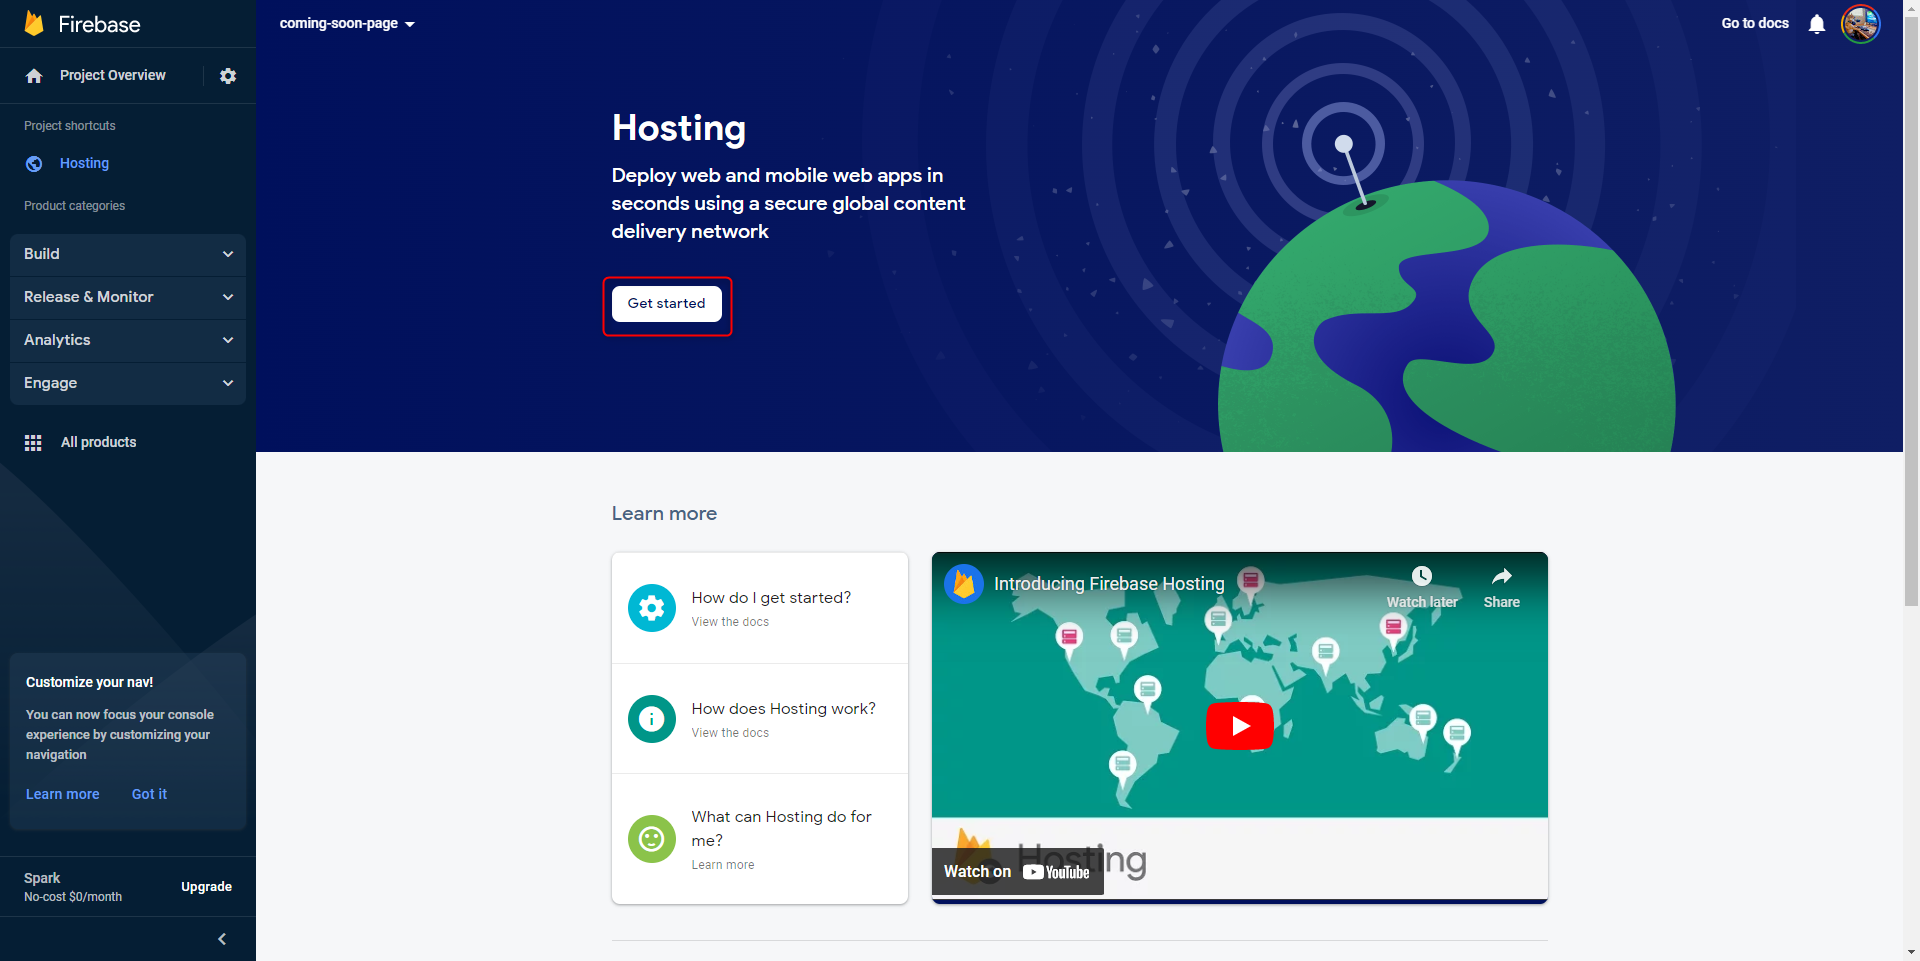 Firebase
Project Overview
Project shortcuts
Hosting
Product categories
Build
Release & Monitor
Analytics
Engage
All products
Customize your nav!
You can now focus your console
experience by customizing your
navigation
Learn more Got it
Spark
No-cost $0/month
Upgrade
coming-soon-page
Go to docs
Hosting
Deploy web and mobile web apps in
seconds using a secure global content
delivery network
Get started
Learn more
How do I get started?
View the docs
How does Hosting work?
View the docs
What can Hosting do for
me?
Learn more
Introducing Firebase Hosting
Watch later
Share
Hosting
Watch on YouTube